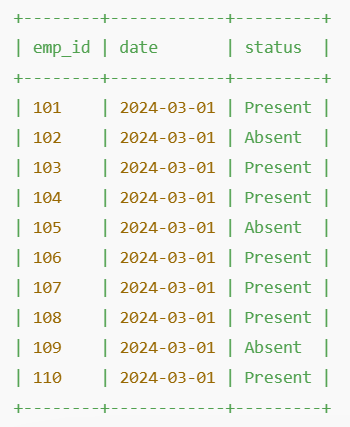 +--------+------------+---------+
| emp_id | date       | status  |
+--------+------------+---------+
| 101    | 2024-03-01 | Present |
| 102    | 2024-03-01 | Absent  |
| 103    | 2024-03-01 | Present |
| 104    | 2024-03-01 | Present |
| 105    | 2024-03-01 | Absent  |
| 106    | 2024-03-01 | Present |
| 107    | 2024-03-01 | Present |
| 108    | 2024-03-01 | Present |
| 109    | 2024-03-01 | Absent  |
| 110    | 2024-03-01 | Present |
+--------+------------+---------+